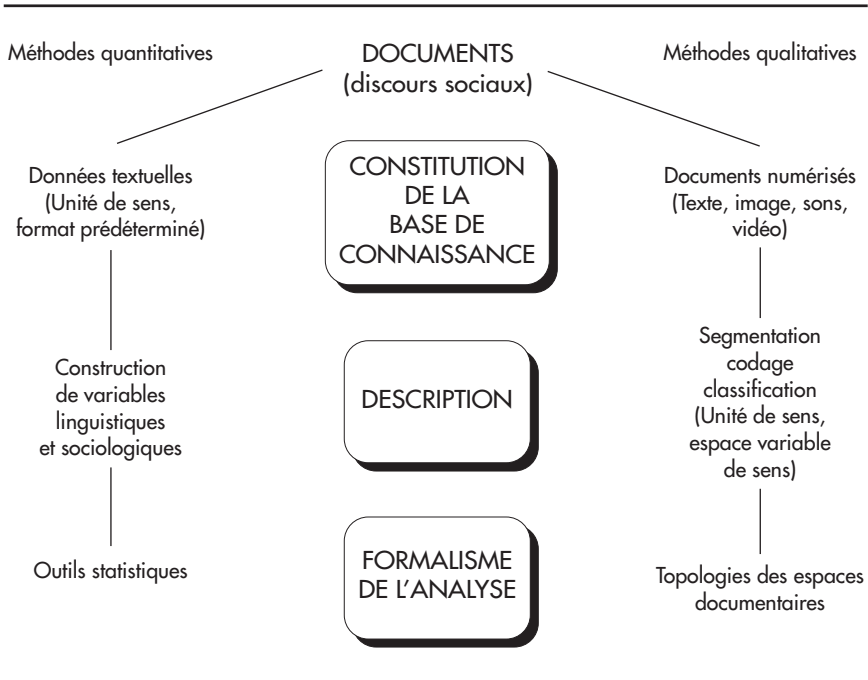 Méthodes quantitatives
DOCUMENTS
(discours sociaux)
Méthodes qualitatives
Données textuelles
(Unité de sens,
format prédéterminé)
CONSTITUTION
DE LA
BASE DE
CONNAISSANCE
Documents numérisés
(Texte, image, sons,
vidéo)
Construction
de variables
linguistiques
et sociologiques
DESCRIPTION
Segmentation
codage
classification
(Unité de sens,
espace variable
de sens)
Outils statistiques
FORMALISME
DE L'ANALYSE
Topologies des espaces
documentaires